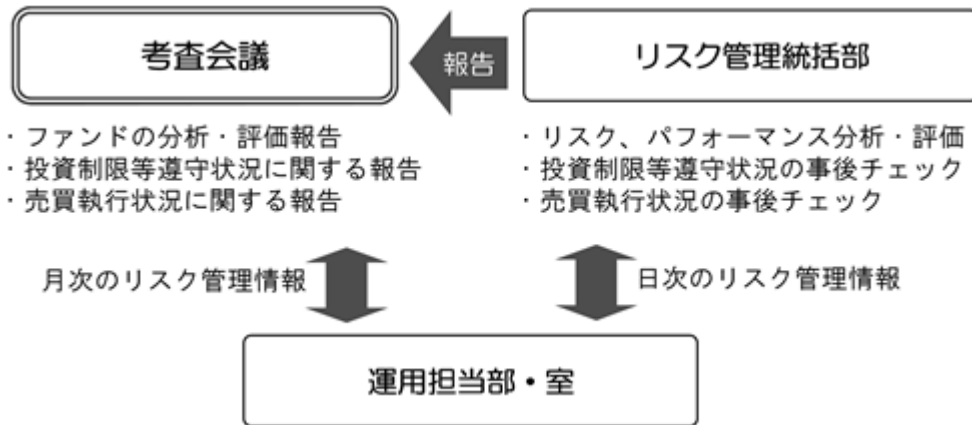 考査会議
報告
リスク管理統括部
・ファンドの分析・評価報告
・投資制限等遵守状況に関する報告
・売買執行状況に関する報告
・リスク、パフォーマンス分析・評価
・投資制限等遵守状況の事後チェック
・売買執行状況の事後チェック
月次のリスク管理情報
日次のリスク管理情報
運用担当部・室